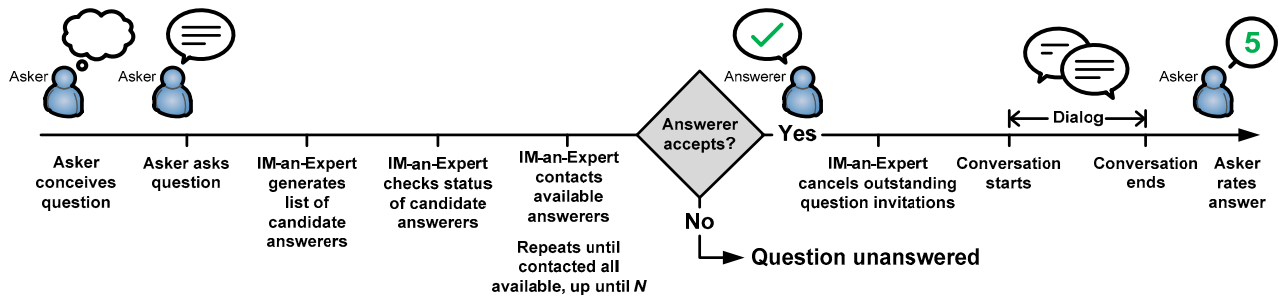 Asker
Asker
Answerer
Asker
5
Dialog
Answerer
accepts?
Yes
No
Question unanswered
Asker
conceives
question
Asker asks
question
IM-an-Expert
generates
list of
candidate
answerers
IM-an-Expert
checks status
of candidate
answerers
IM-an-Expert
contacts
available
answerers
Repeats until
contacted all
available, up until N
IM-an-Expert
cancels outstanding
question invitations
Conversation
starts
Conversation
ends
Asker
rates
answer